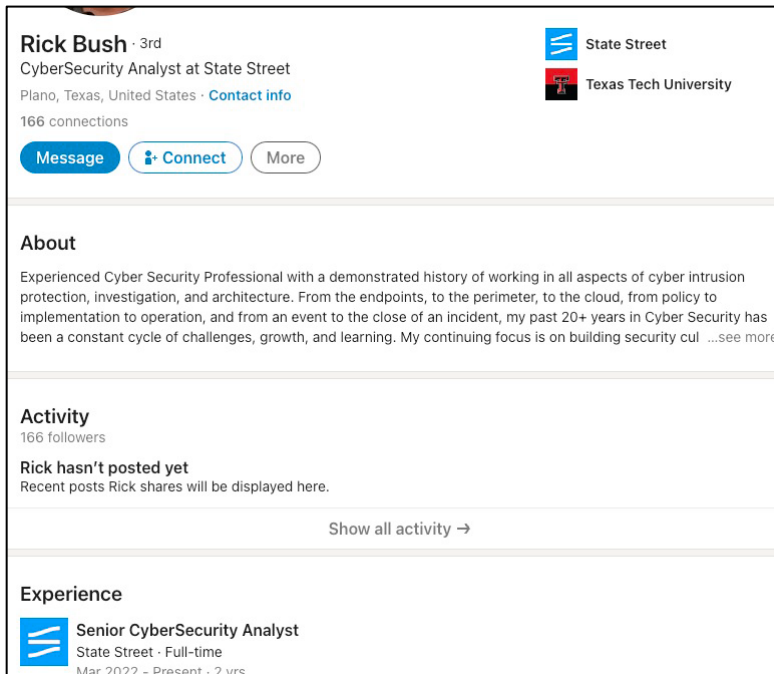 Rick Bush · 3rd
CyberSecurity Analyst at State Street
Plano, Texas, United States · Contact info
166 connections
Message
Connect
More
State Street
Texas Tech University
About
Experienced Cyber Security Professional with a demonstrated history of working in all aspects of cyber intrusion
protection, investigation, and architecture. From the endpoints, to the perimeter, to the cloud, from policy to
implementation to operation, and from an event to the close of an incident, my past 20+ years in Cyber Security has
been a constant cycle of challenges, growth, and learning. My continuing focus is on building security cul ...see more
Activity
166 followers
Rick hasn't posted yet
Recent posts Rick shares will be displayed here.
Show all activity →
Experience
Senior CyberSecurity Analyst
State Street · Full-time
Mar 2022 - Present · 2 yrs